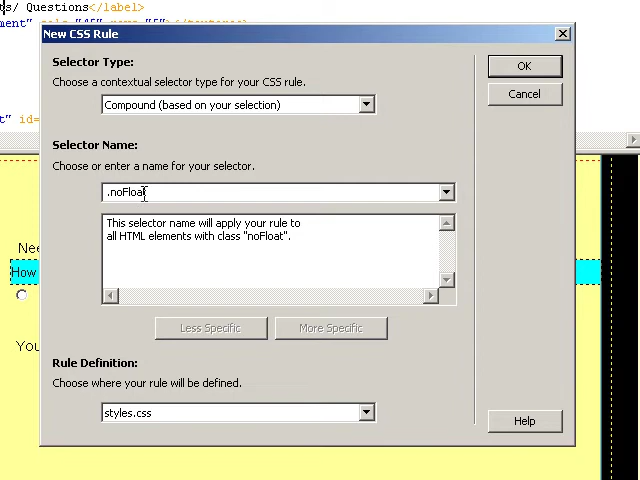 ts/ Questions</label>
New CSS Rule
Selector Type:
Choose a contextual selector type for your CSS rule.
Compound (based on your selection)
OK
Cancel
t" id=
Selector Name:
Choose or enter a name for your selector.
.noFloat
This selector name will apply your rule to
all HTML elements with class "noFloat".
Nee
How
Less Specific
More Specific
You
Rule Definition:
Choose where your rule will be defined.
styles.css
Help